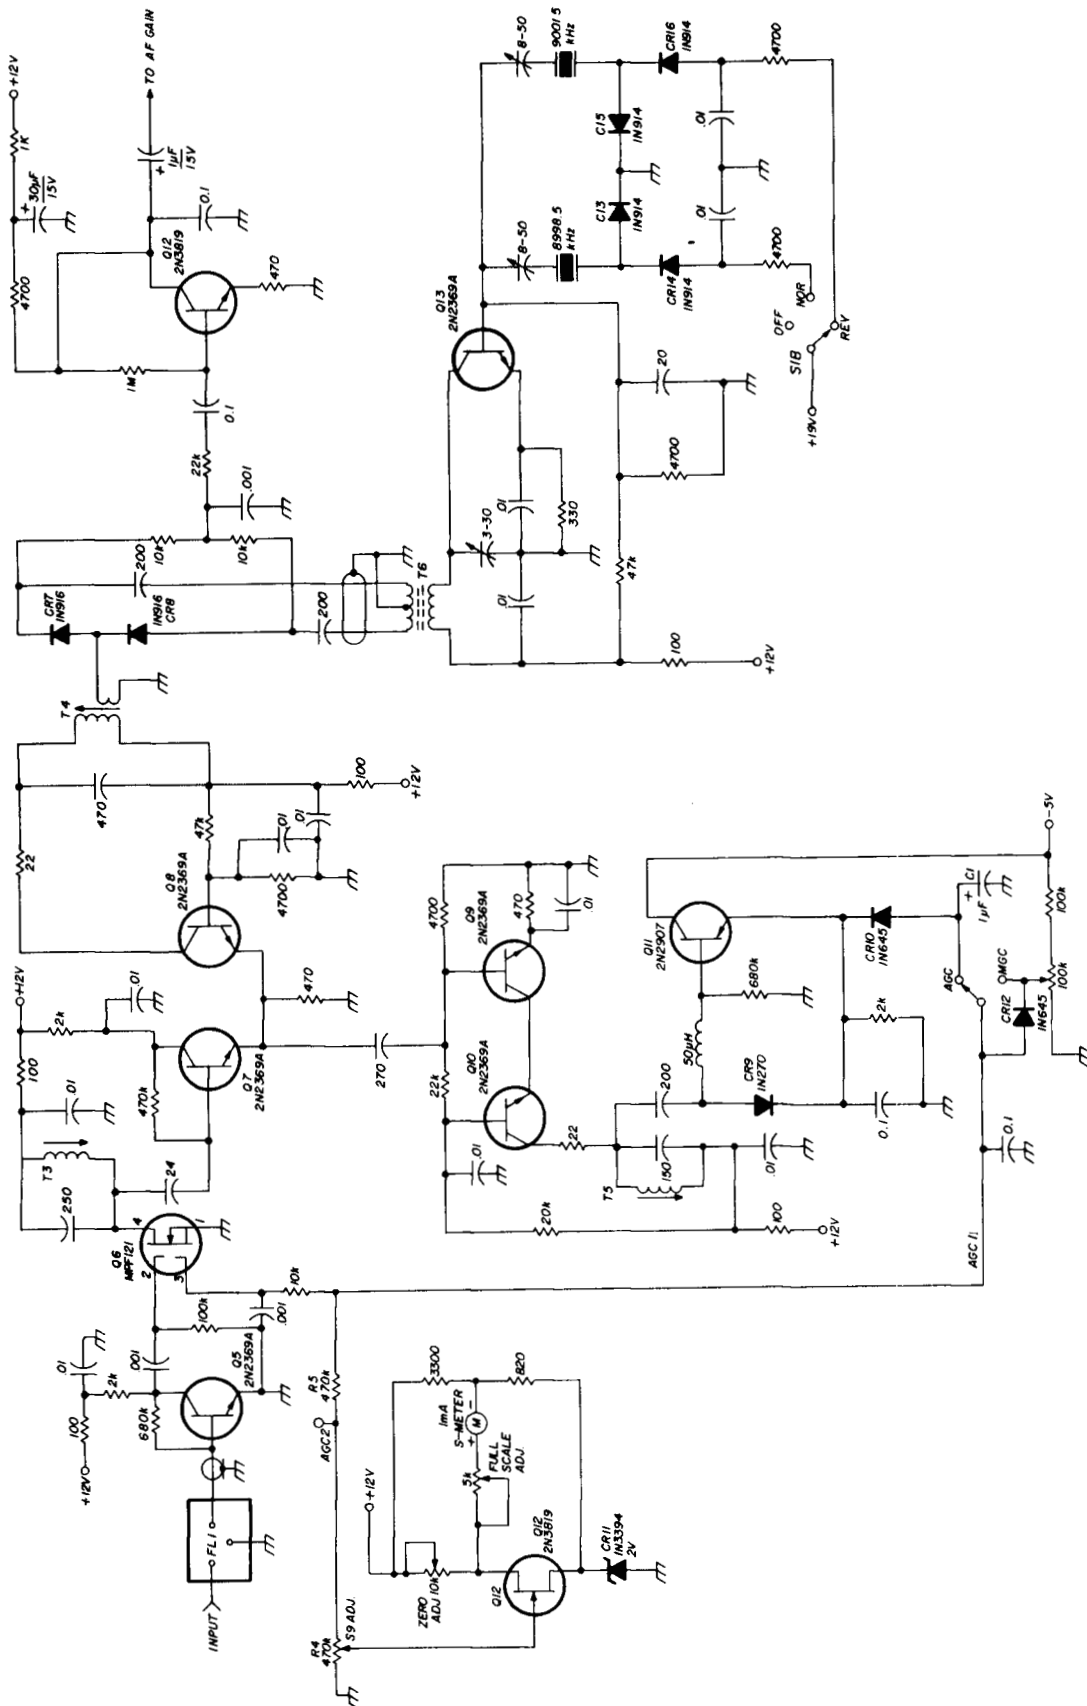 INPUT
FL1
+12V
100
.01
2k
680k
.001
Q5
2N2369A
100k
.001
10k
Q6
MPF121
2
3
4
1
250
T3
.01
24
100
+12V
2k
.01
470k
Q7
2N2369A
470
270
Q8
2N2369A
22
470
47k
4700
.01
.01
100
+12V
T4
CR7
1N916
1N916
CR8
200
200
10k
10k
.001
22k
0.1
1M
4700
30µF
15V
+
1K
+12V
Q12
2N3819
470
0.1
+
1µF
15V
TO AF GAIN
T6
3-30
.01
.01
330
47k
100
+12V
4700
20
Q13
2N2369A
8-50
8-50
8998.5
kHz
9001.5
kHz
C13
1N914
C15
1N914
CR14
1N914
CR16
1N914
.01
.01
4700
4700
NOR
OFF
REV
S1B
+19V
22k
4700
Q9
2N2369A
470
.01
Q10
2N2369A
.01
20k
22
T5
150
200
.01
100
+12V
50µH
CR9
1N270
680k
Q11
2N2907
CR10
1N645
2k
0.1
AGC
+
C1
1µF
MGC
CR12
1N645
100k
100k
-5V
0.1
AGC 1
R5
470k
AGC2
R4
470k
S9 ADJ.
+12V
ZERO
ADJ
10k
5k
FULL
SCALE
ADJ.
1mA
S-METER
+
M
-
3300
820
Q12
Q12
2N3819
CR11
1N3394
2V